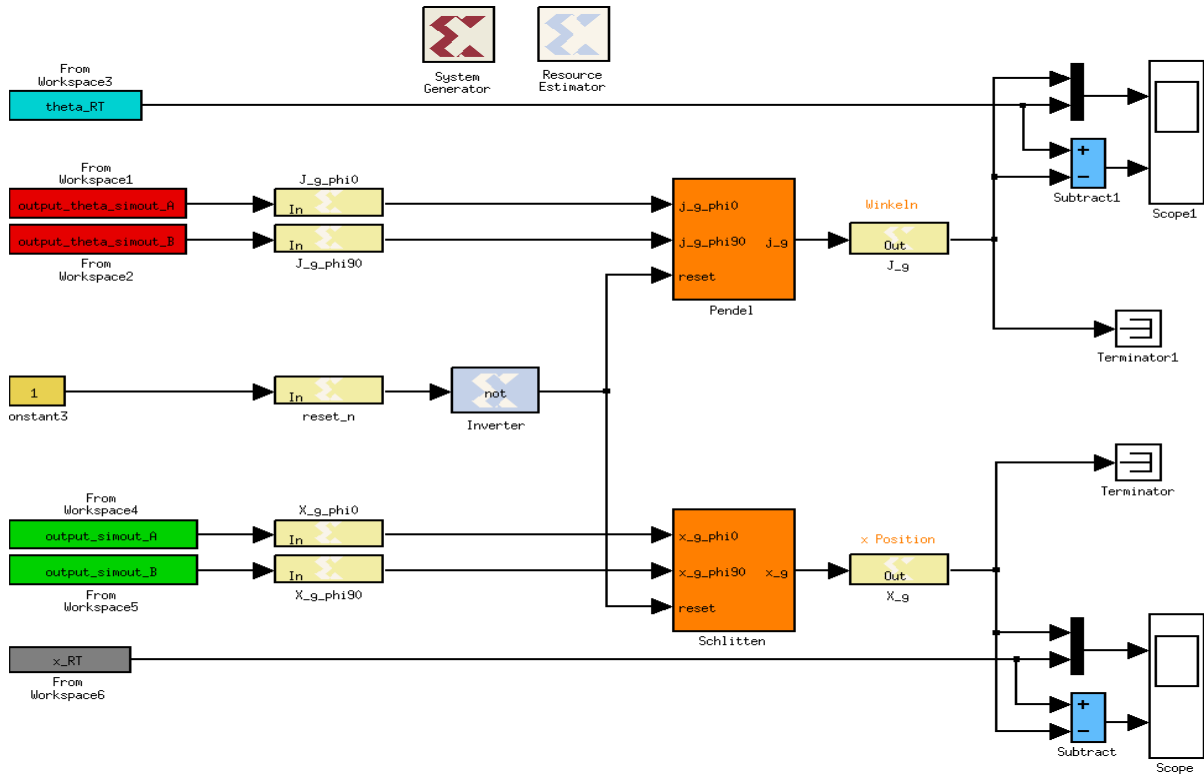 System
Generator
Resource
Estimator
From
Workspace3
theta_RT
+
−
Subtract1
Scope1
From
Workspace1
output_theta_simout_A
output_theta_simout_B
From
Workspace2
J_g_phi0
In
In
J_g_phi90
j_g_phi0
j_g_phi90
j_g
reset
Pendel
Winkeln
Out
J_g
Terminator1
1
onstant3
In
reset_n
not
Inverter
Terminator
From
Workspace4
output_simout_A
output_simout_B
From
Workspace5
X_g_phi0
In
In
X_g_phi90
x_g_phi0
x_g_phi90
x_g
reset
Schlitten
x Position
Out
X_g
x_RT
From
Workspace6
+
−
Subtract
Scope